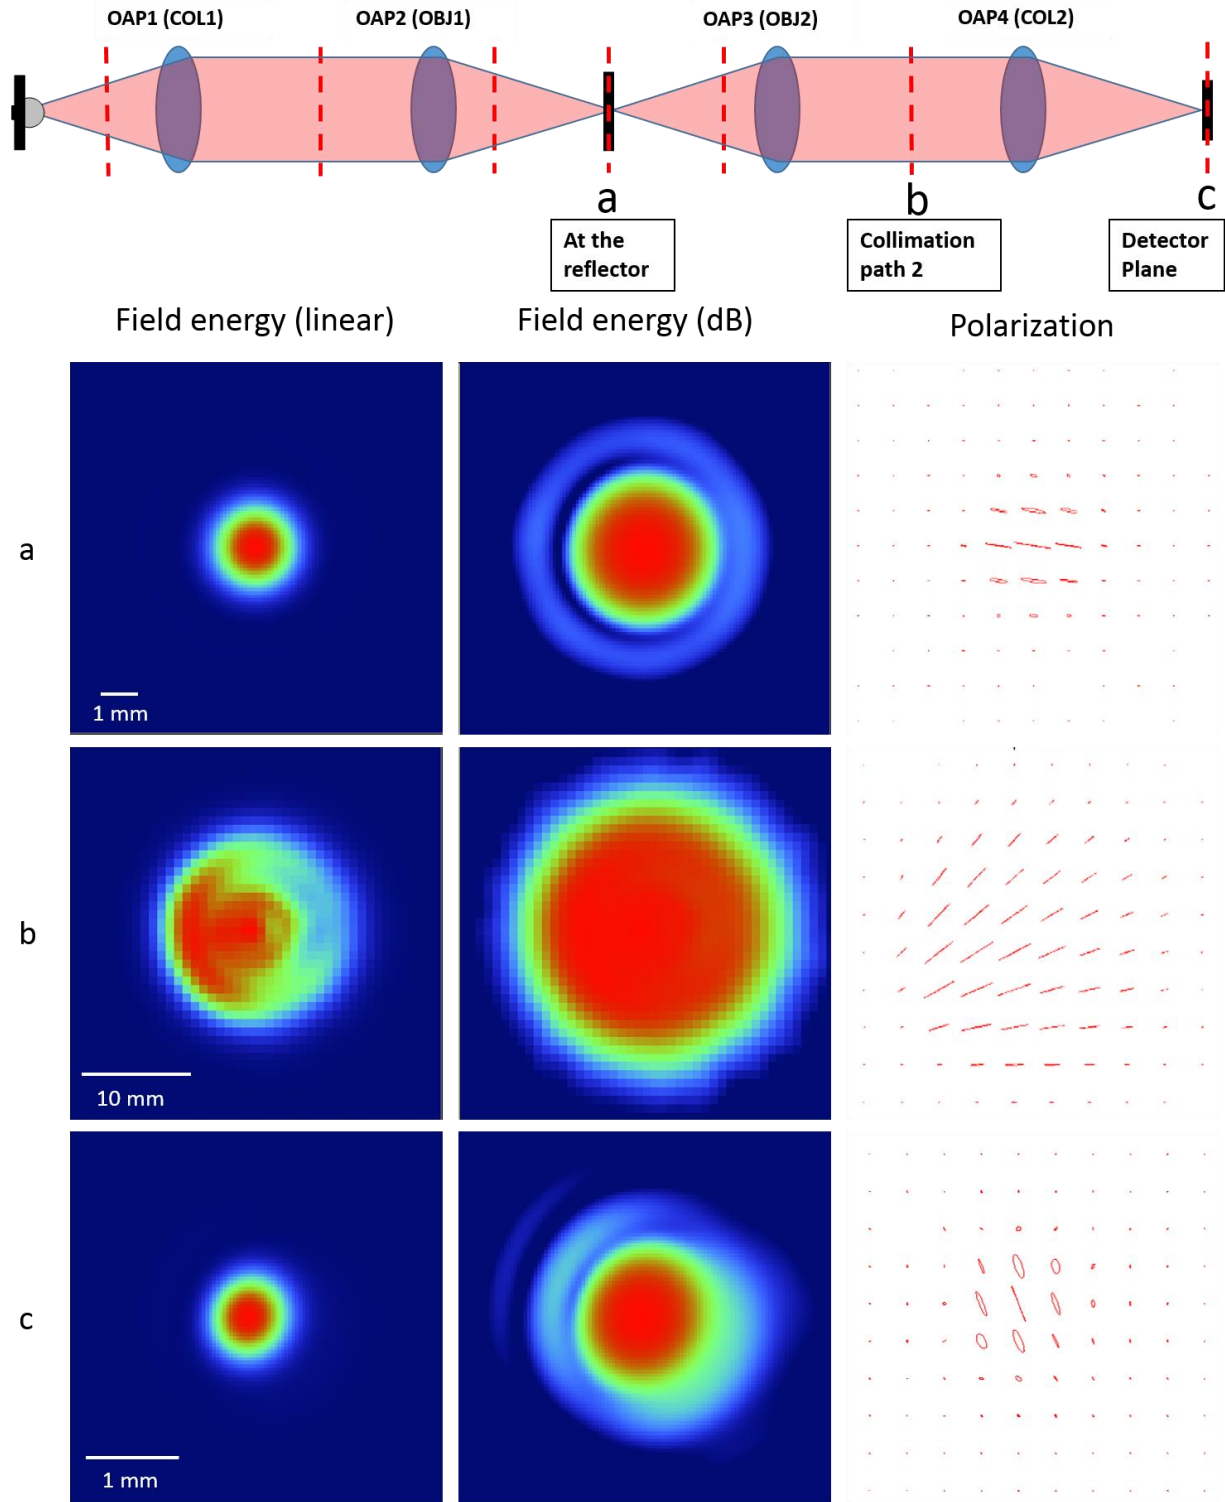 OAP1 (COL1)
OAP2 (OBJ1)
OAP3 (OBJ2)
OAP4 (COL2)
a
b
c
At the
reflector
Collimation
path 2
Detector
Plane
Field energy (linear)
Field energy (dB)
Polarization
a
1 mm
b
10 mm
c
1 mm